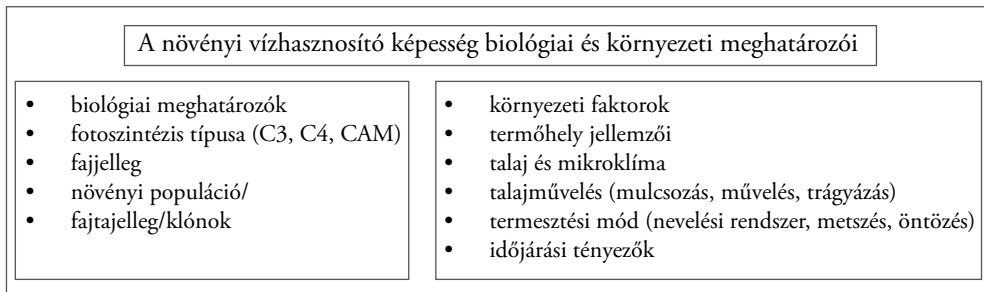 A növényi vízhasznosító képesség biológiai és környezeti meghatározói
• biológiai meghatározók
• fotoszintézis típusa (C3, C4, CAM)
• fajjelleg
• növényi populáció/
• fajtajelleg/klónok
• környezeti faktorok
• termőhely jellemzői
• talaj és mikroklíma
• talajművelés (mulcsozás, művelés, trágyázás)
• termesztési mód (nevelési rendszer, metszés, öntözés)
• időjárási tényezők